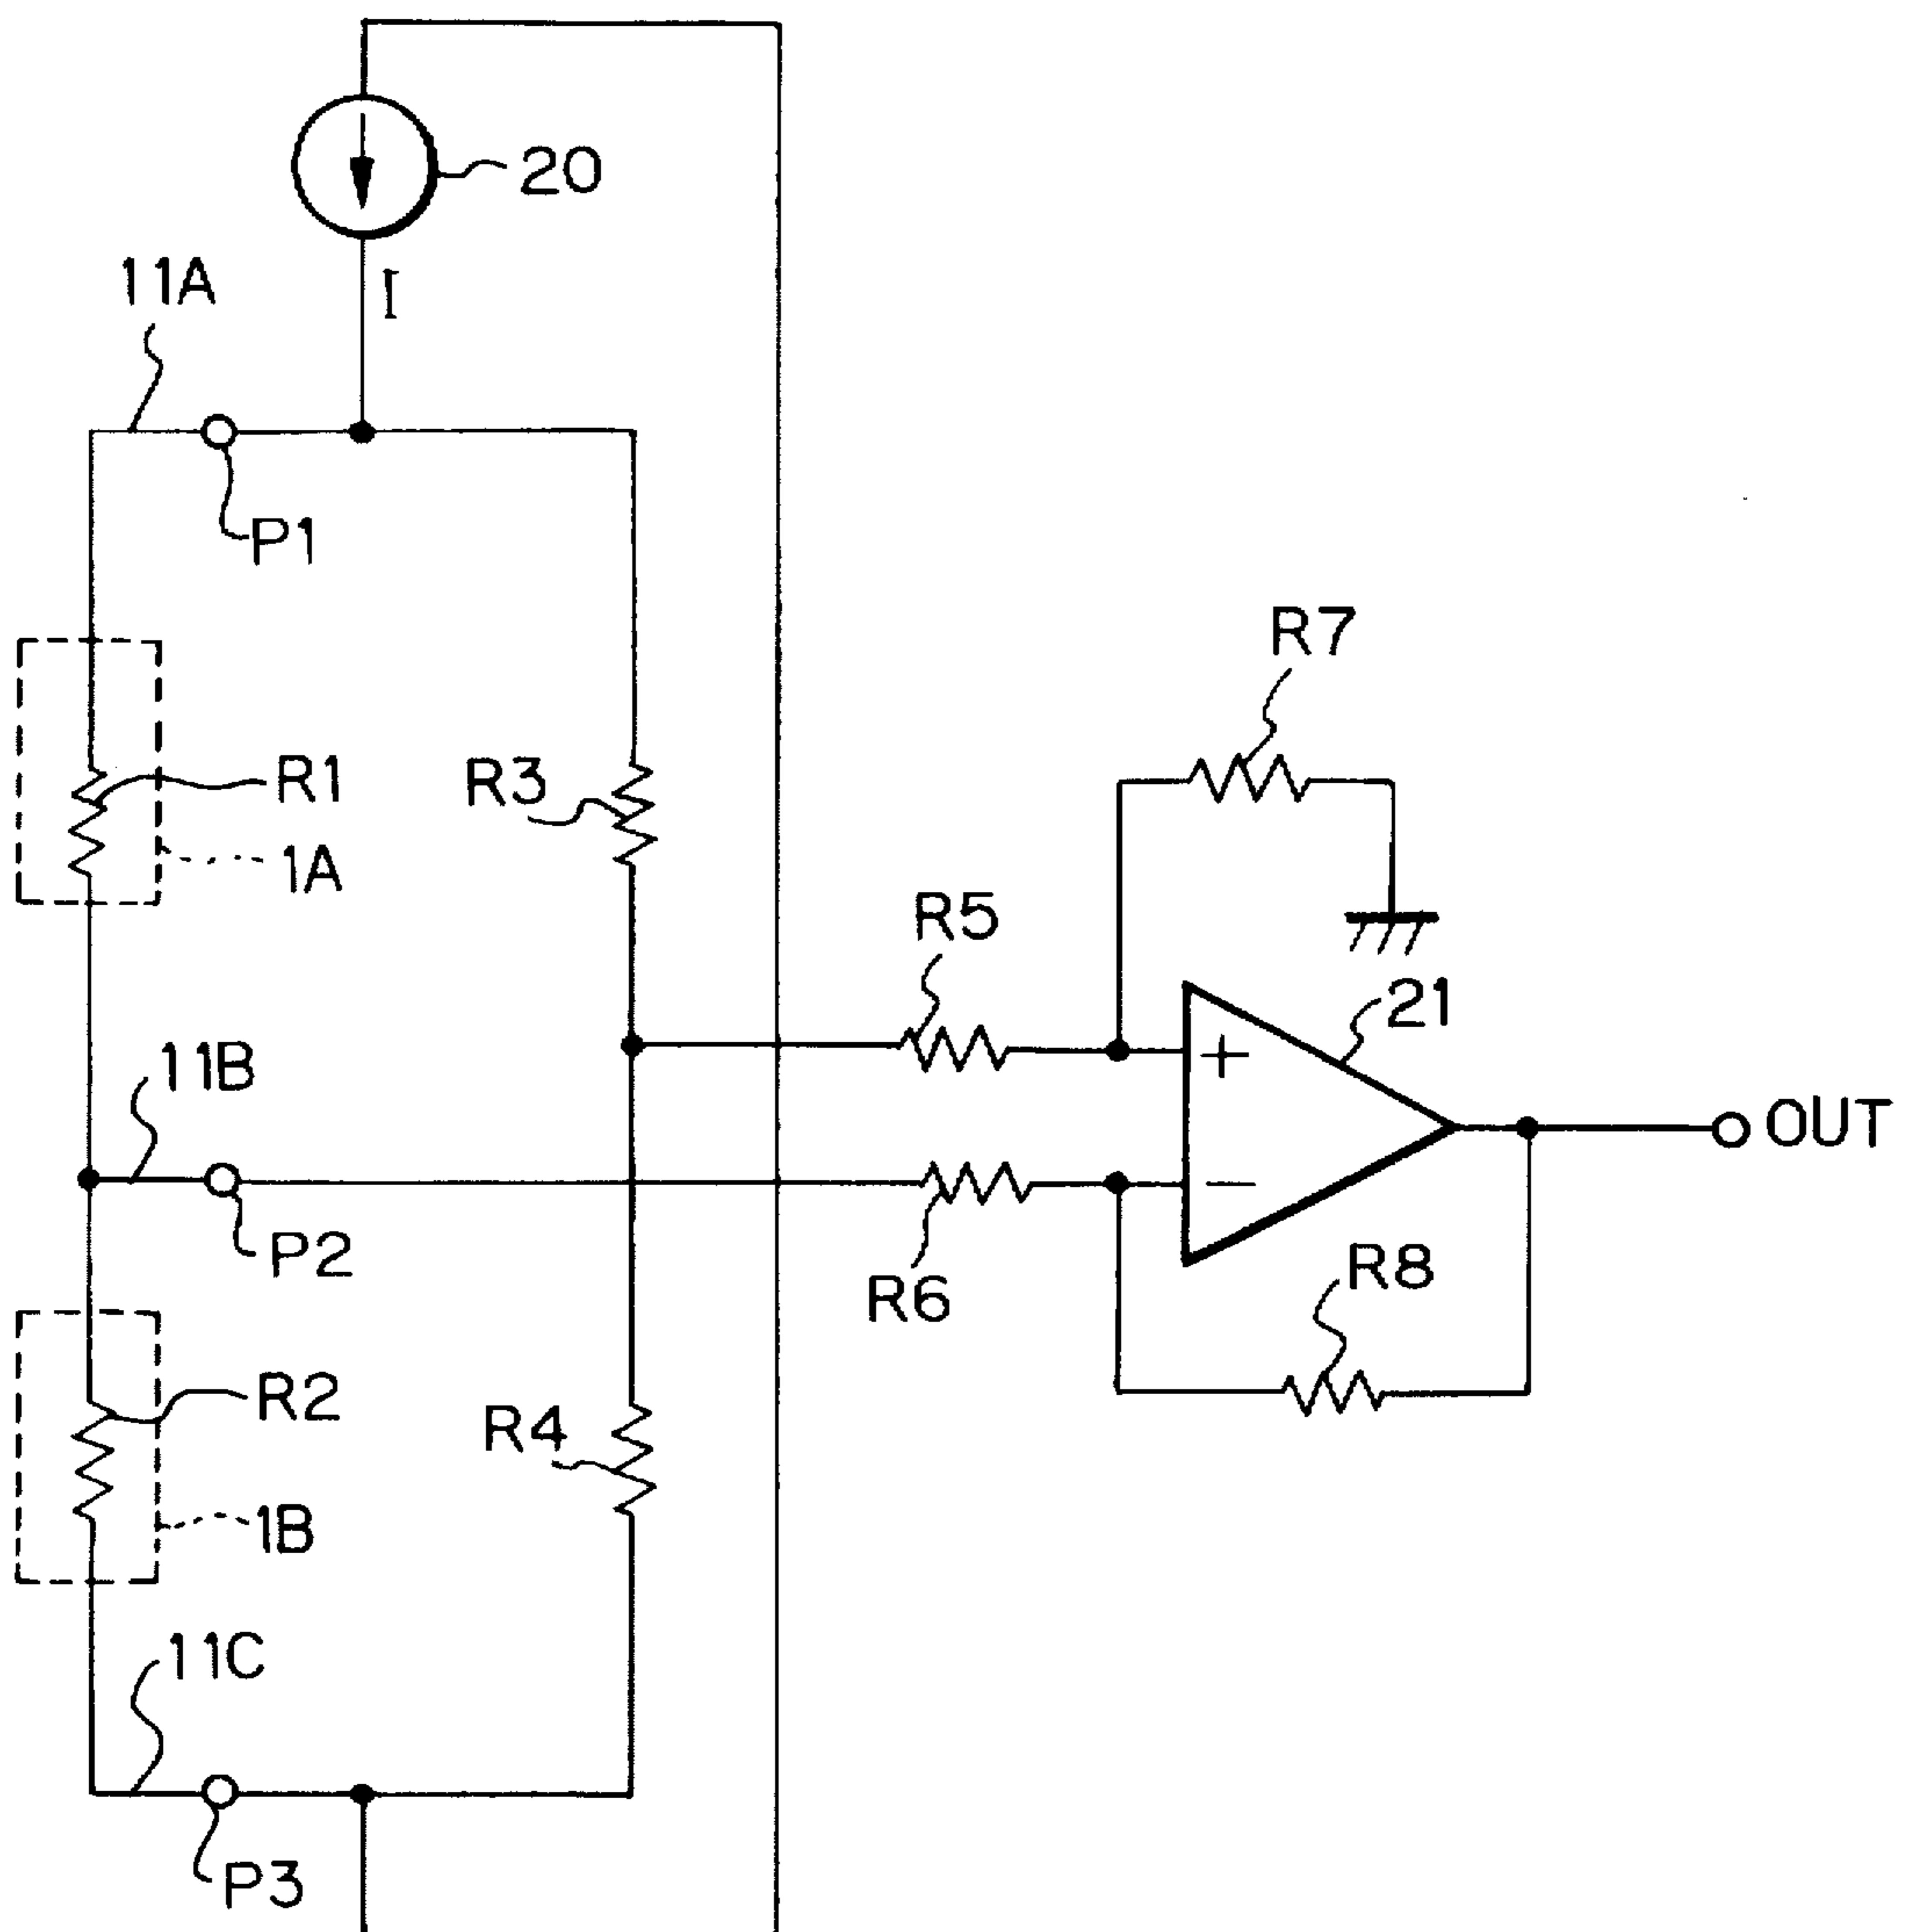 20
11A
I
P1
R7
R1
R3
1A
R5
21
11B
+
OUT
P2
−
R6
R8
R2
R4
1B
11C
P3